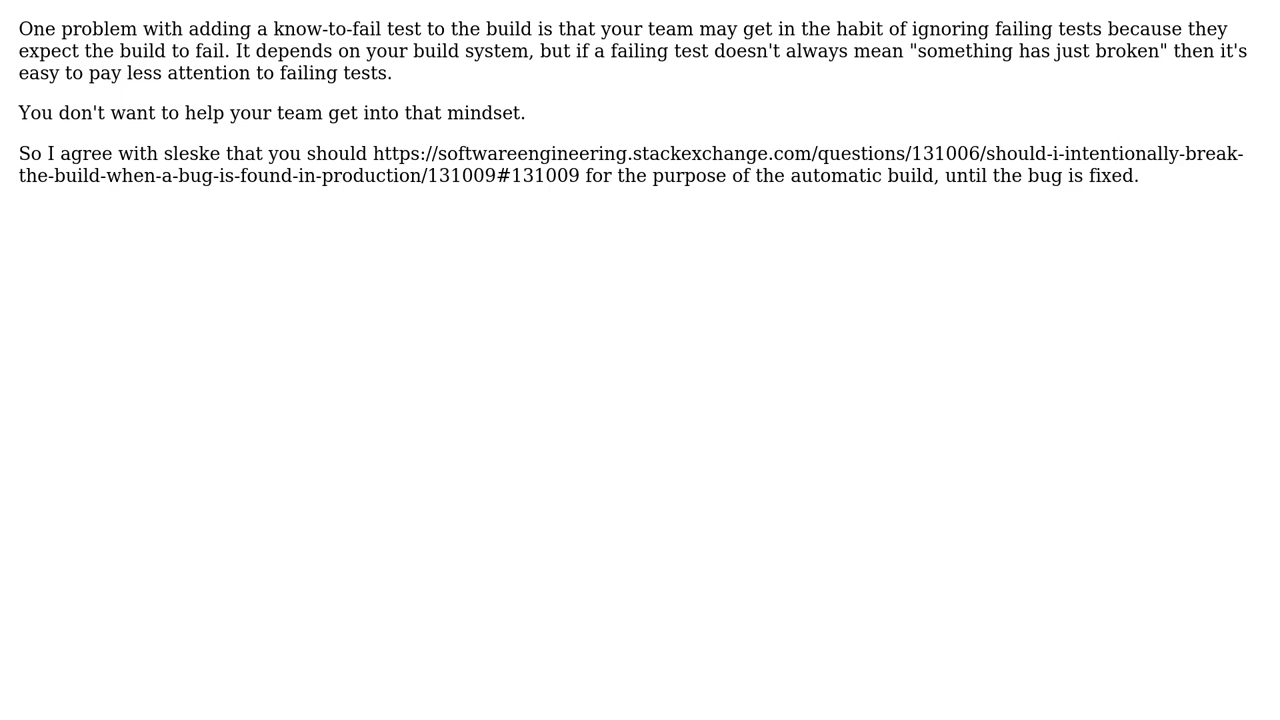 One problem with adding a know-to-fail test to the build is that your team may get in the habit of ignoring failing tests because they
expect the build to fail. It depends on your build system, but if a failing test doesn't always mean "something has just broken" then it's
easy to pay less attention to failing tests.
You don't want to help your team get into that mindset.
So I agree with sleske that you should https://softwareengineering.stackexchange.com/questions/131006/should-i-intentionally-break-
the-build-when-a-bug-is-found-in-production/131009#131009 for the purpose of the automatic build, until the bug is fixed.